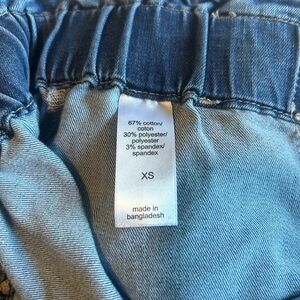 67% cotton/
coton
30% polyester/
polyester
3% spandex/
spandex
XS
made in
bangladesh